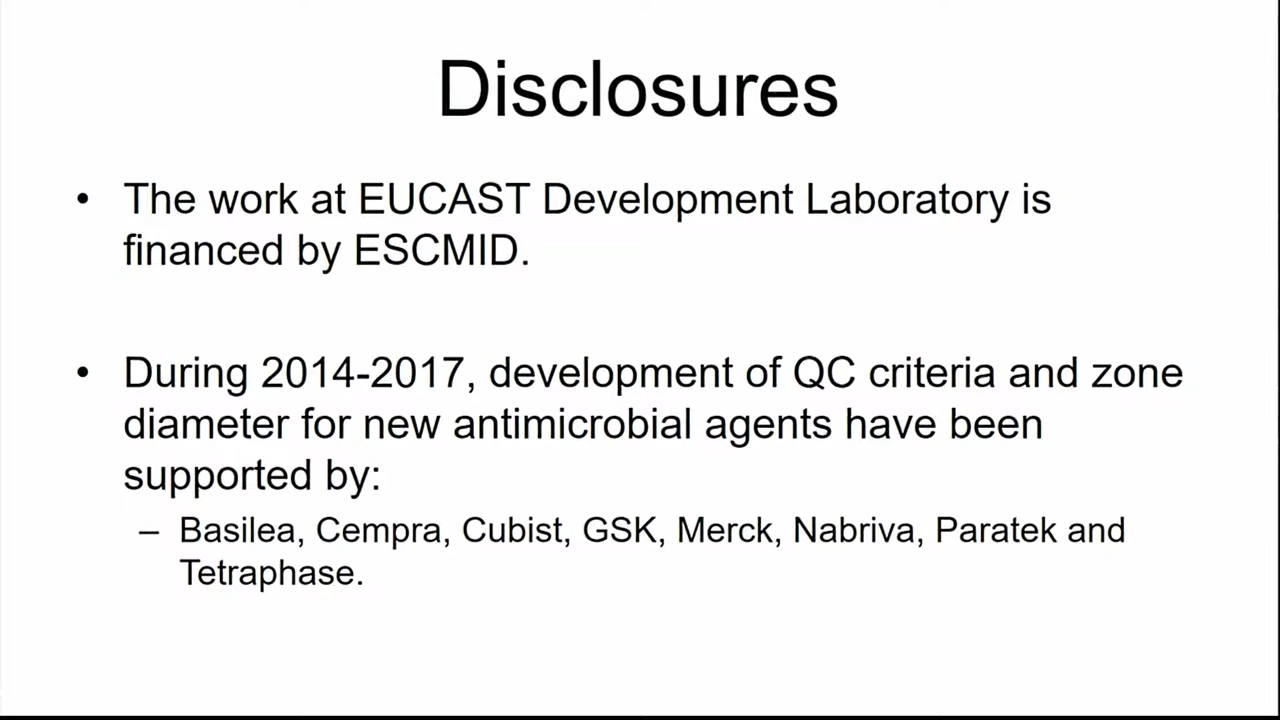 Disclosures
• The work at EUCAST Development Laboratory is
financed by ESCMID.
• During 2014-2017, development of QC criteria and zone
diameter for new antimicrobial agents have been
supported by:
– Basilea, Cempra, Cubist, GSK, Merck, Nabriva, Paratek and
Tetraphase.